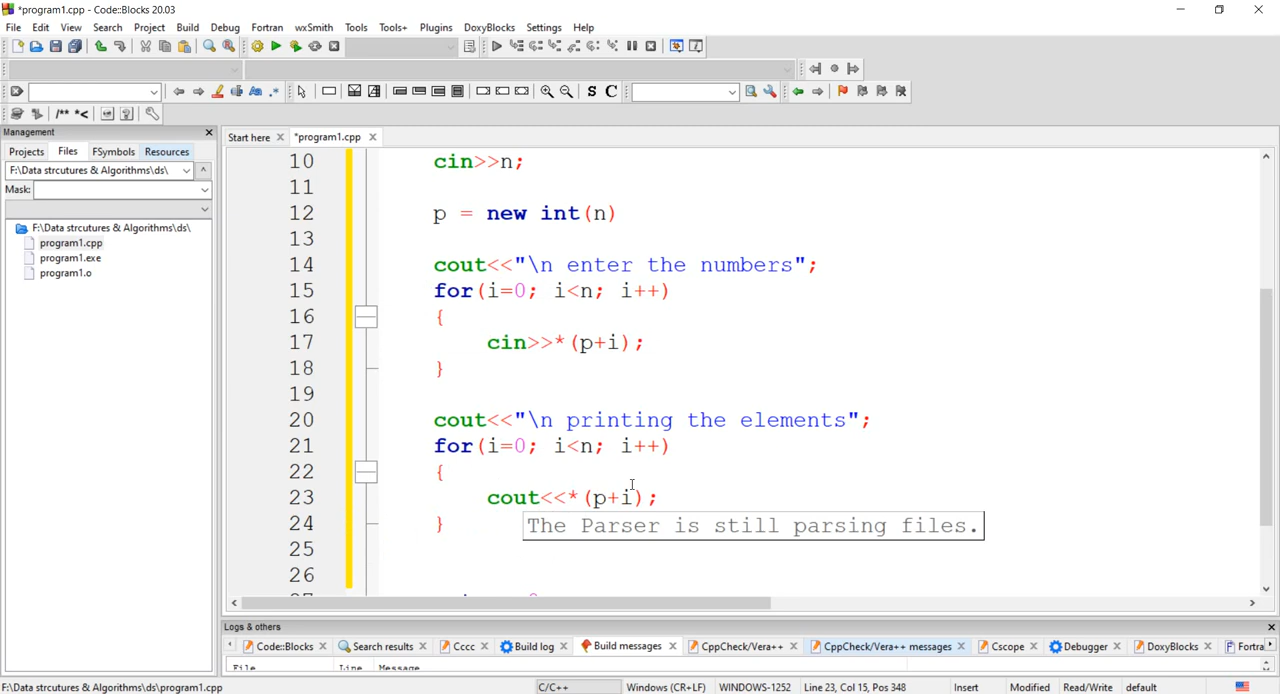 *program1.cpp - Code::Blocks 20.03
File Edit View Search Project Build Debug Fortran wxSmith Tools Tools+ Plugins DoxyBlocks Settings Help
S C
/** *<
Management
Start here *program1.cpp
Projects Files FSymbols Resources
F:\Data strcutures & Algorithms\ds\
Mask:
F:\Data strcutures & Algorithms\ds\
program1.cpp
program1.exe
program1.o
10 cin>>n;
11
12 p = new int(n)
13
14 cout<<"\n enter the numbers";
15 for(i=0; i<n; i++)
16 {
17 cin>>*(p+i);
18 }
19
20 cout<<"\n printing the elements";
21 for(i=0; i<n; i++)
22 {
23 cout<<*(p+i);
The Parser is still parsing files.
24 }
25
26
Logs & others
Code::Blocks Search results Cccc Build log Build messages CppCheck/Vera++ CppCheck/Vera++ messages Cscope Debugger DoxyBlocks Fortra
File Line Message
F:\Data strcutures & Algorithms\ds\program1.cpp C/C++ Windows (CR+LF) WINDOWS-1252 Line 23, Col 15, Pos 348 Insert Modified Read/Write default